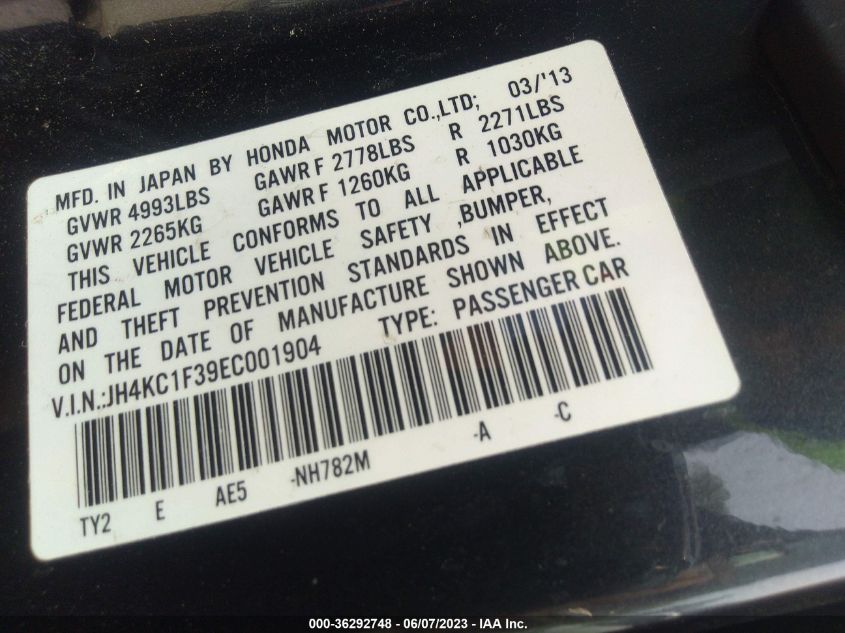 MFD. IN JAPAN BY HONDA MOTOR CO.,LTD; 03/'13
GVWR 4993LBS GAWR F 2778LBS R 2271LBS
GVWR 2265KG GAWR F 1260KG R 1030KG
THIS VEHICLE CONFORMS TO ALL APPLICABLE
FEDERAL MOTOR VEHICLE SAFETY ,BUMPER,
AND THEFT PREVENTION STANDARDS IN EFFECT
ON THE DATE OF MANUFACTURE SHOWN ABOVE.
V.I.N.:JH4KC1F39EC001904 TYPE: PASSENGER CAR
TY2 E AE5 -NH782M -A -C
000-36292748 - 06/07/2023 - IAA Inc.